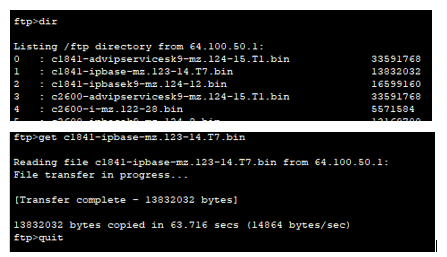 ftp>dir
Listing /ftp directory from 64.100.50.1:
0 : c1841-advipservicesk9-mz.124-15.T1.bin 33591768
1 : c1841-ipbase-mz.123-14.T7.bin 13832032
2 : c1841-ipbasek9-mz.124-12.bin 16599160
3 : c2600-advipservicesk9-mz.124-15.T1.bin 33591768
4 : c2600-i-mz.122-28.bin 5571584
ftp>get c1841-ipbase-mz.123-14.T7.bin
Reading file c1841-ipbase-mz.123-14.T7.bin from 64.100.50.1:
File transfer in progress...
[Transfer complete - 13832032 bytes]
13832032 bytes copied in 63.716 secs (14864 bytes/sec)
ftp>quit